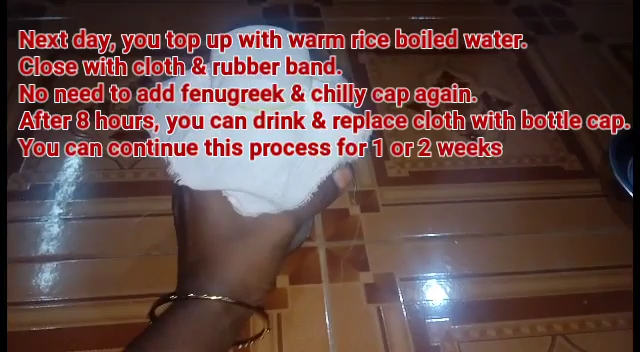 Next day, you top up with warm rice boiled water.
Close with cloth & rubber band.
No need to add fenugreek & chilly cap again.
After 8 hours, you can drink & replace cloth with bottle cap.
You can continue this process for 1 or 2 weeks